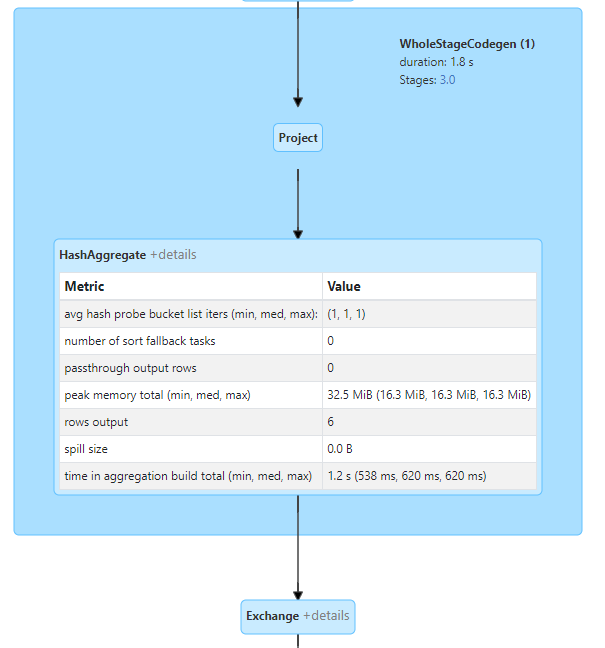 WholeStageCodegen (1)
duration: 1.8 s
Stages: 3.0
Project
HashAggregate +details
Metric Value
avg hash probe bucket list iters (min, med, max): (1, 1, 1)
number of sort fallback tasks 0
passthrough output rows 0
peak memory total (min, med, max) 32.5 MiB (16.3 MiB, 16.3 MiB, 16.3 MiB)
rows output 6
spill size 0.0 B
time in aggregation build total (min, med, max) 1.2 s (538 ms, 620 ms, 620 ms)
Exchange +details